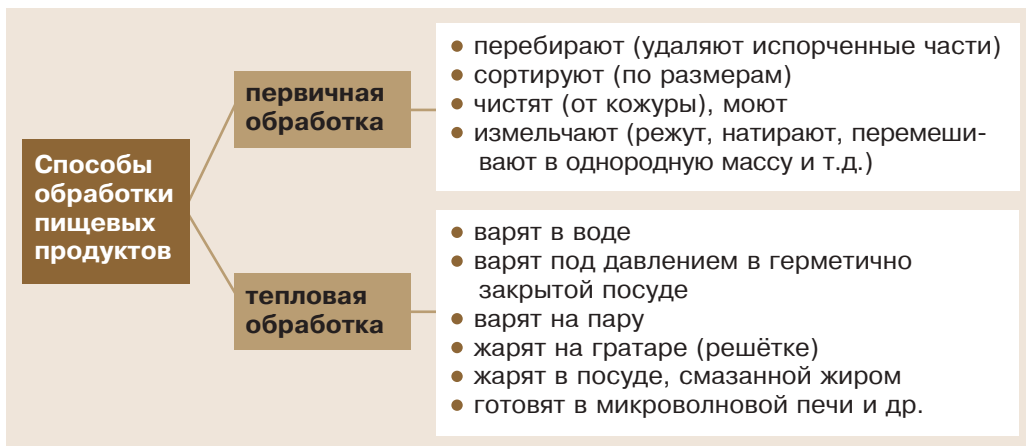 Способы
обработки
пищевых
продуктов
первичная
обработка
● перебирают (удаляют испорченные части)
● сортируют (по размерам)
● чистят (от кожуры), моют
● измельчают (режут, натирают, перемеши-
вают в однородную массу и т.д.)
тепловая
обработка
● варят в воде
● варят под давлением в герметично
закрытой посуде
● варят на пару
● жарят на гратаре (решётке)
● жарят в посуде, смазанной жиром
● готовят в микроволновой печи и др.